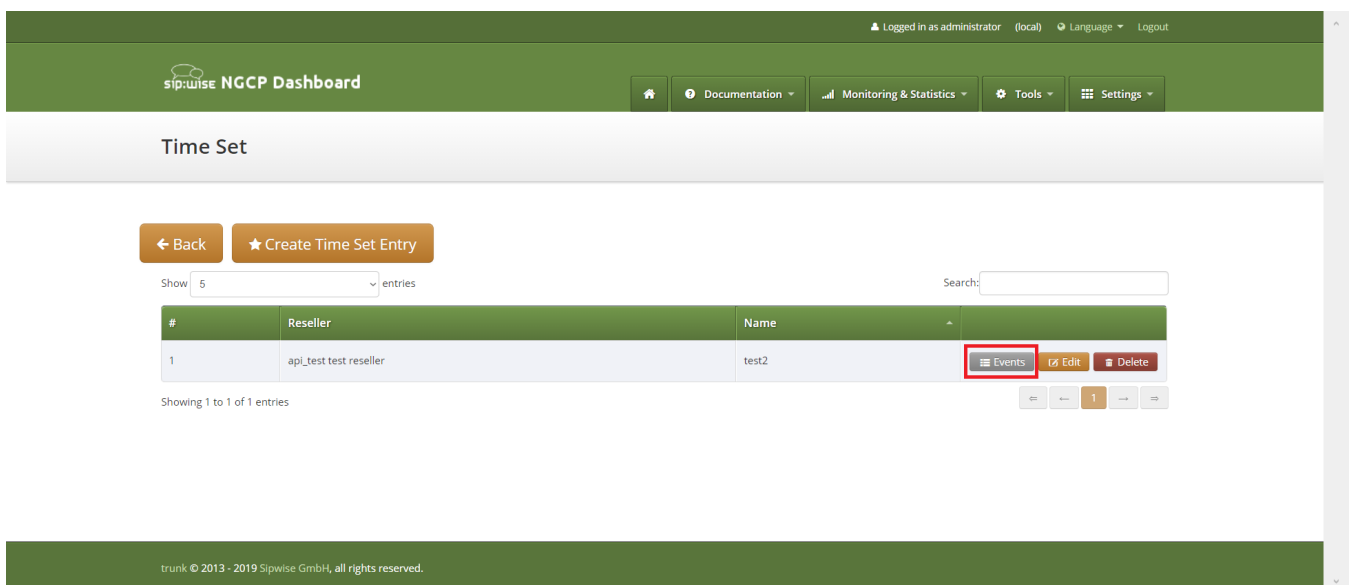 Logged in as administrator (local) Language Logout
sip:wise NGCP Dashboard
Documentation Monitoring & Statistics Tools Settings
Time Set
Back Create Time Set Entry
Show 5 entries Search:
# Reseller Name
1 api_test test reseller test2 Events Edit Delete
Showing 1 to 1 of 1 entries ⇐ ← 1 → ⇒
trunk © 2013 - 2019 Sipwise GmbH, all rights reserved.